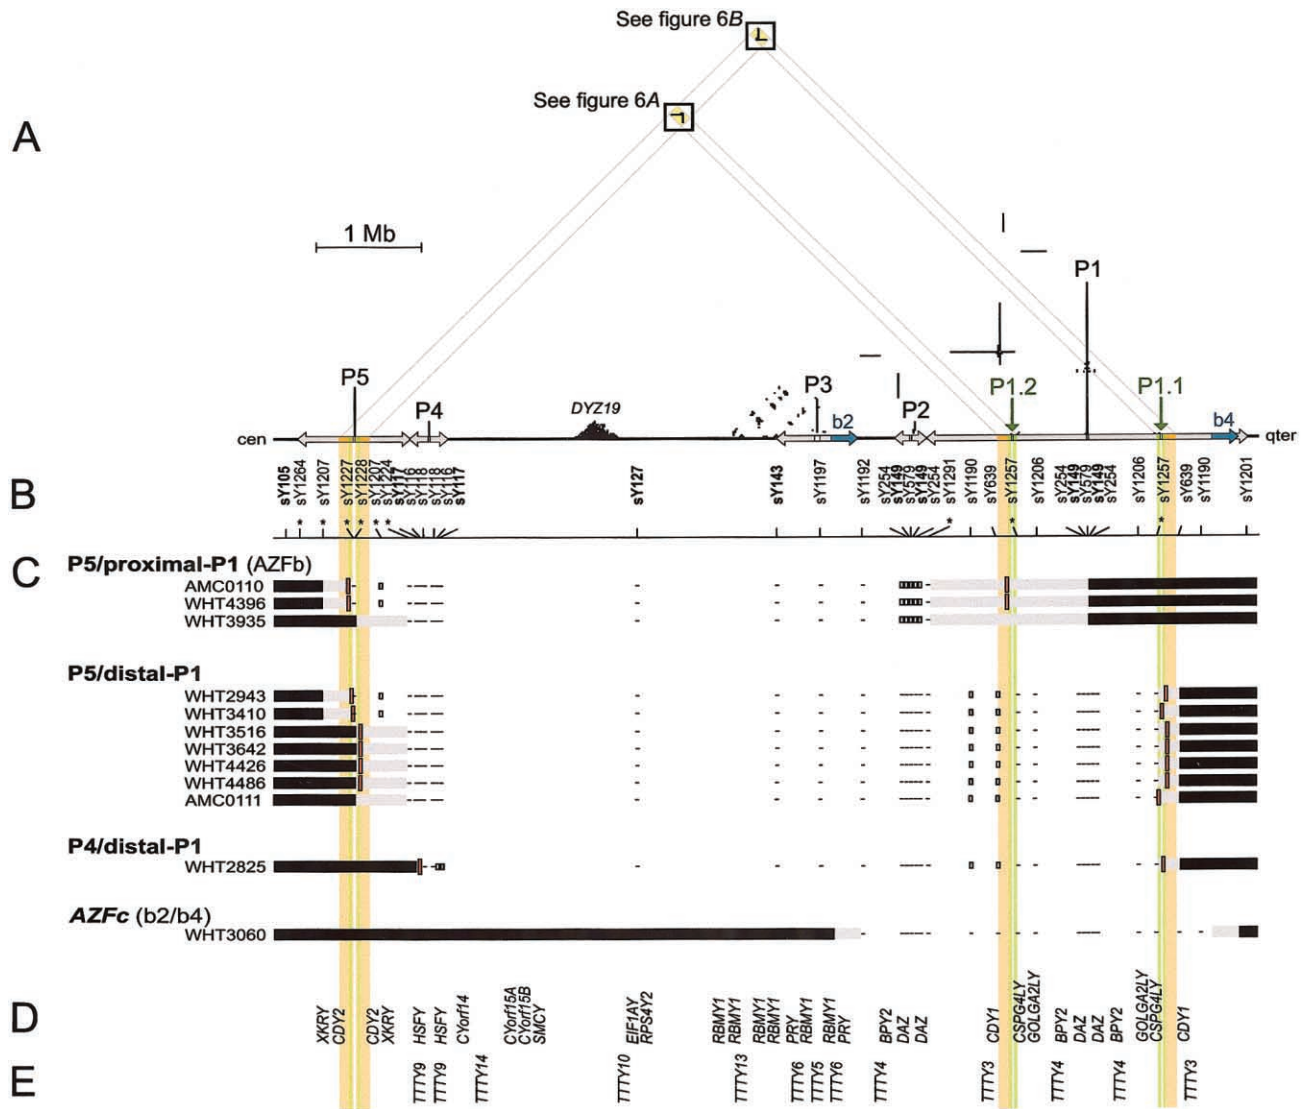 See figure 6B
See figure 6A
A
1 Mb
P1
P5
P4
DYZ19
P3
b2
P2
P1.2
P1.1
b4
cen
qter
B
sY105
sY1264
sY1207
sY1227
sY1228
sY1207
sY1224
sY117
sY116
sY118
sY118
sY116
sY117
sY127
sY143
sY1197
sY1192
sY254
sY149
sY579
sY149
sY254
sY1291
sY1190
sY639
sY1257
sY1206
sY254
sY149
sY579
sY149
sY254
sY1206
sY1257
sY639
sY1190
sY1201
* * * * * * * * *
C
P5/proximal-P1 (AZFb)
AMC0110
WHT4396
WHT3935
P5/distal-P1
WHT2943
WHT3410
WHT3516
WHT3642
WHT4426
WHT4486
AMC0111
P4/distal-P1
WHT2825
AZFc (b2/b4)
WHT3060
D
XKRY
CDY2
CDY2
XKRY
HSFY
HSFY
CYorf14
CYorf15A
CYorf15B
SMCY
EIF1AY
RPS4Y2
RBMY1
RBMY1
RBMY1
RBMY1
PRY
RBMY1
RBMY1
PRY
BPY2
DAZ
DAZ
CDY1
CSPG4LY
GOLGA2LY
BPY2
DAZ
DAZ
BPY2
GOLGA2LY
CSPG4LY
CDY1
E
TTTY9
TTTY9
TTTY14
TTTY10
TTTY13
TTTY6
TTTY5
TTTY6
TTTY4
TTTY3
TTTY4
TTTY4
TTTY3